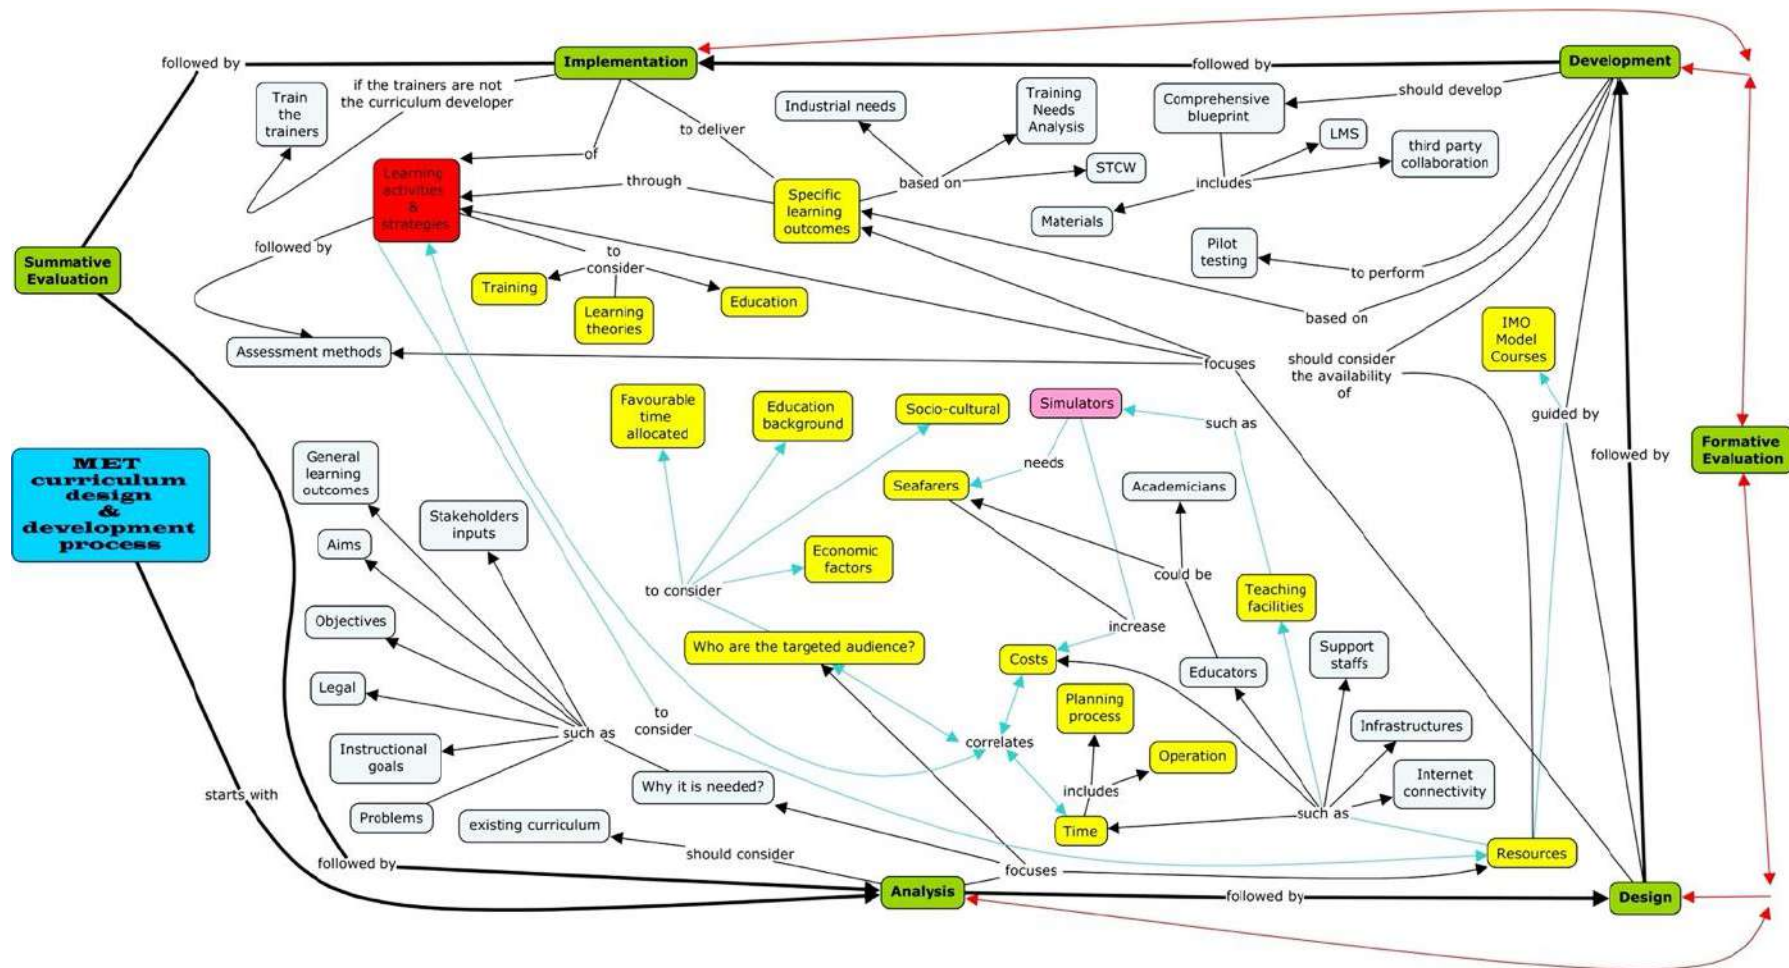 followed by
Implementation
followed by
Development
if the trainers are not
the curriculum developer
Train
the
trainers
to deliver
Industrial needs
Training
Needs
Analysis
Comprehensive
blueprint
should develop
LMS
third party
collaboration
of
Learning
activities
&
strategies
through
Specific
learning
outcomes
based on
STCW
includes
Materials
followed by
Summative
Evaluation
to
consider
Training
Learning
theories
Education
Pilot
testing
to perform
based on
IMO
Model
Courses
Assessment methods
focuses
should consider
the availability
of
guided by
Favourable
time
allocated
Education
background
Socio-cultural
Simulators
such as
needs
followed by
Formative
Evaluation
MET
curriculum
design
&
development
process
General
learning
outcomes
Stakeholders
inputs
Aims
Seafarers
Academicians
Economic
factors
to consider
could be
Teaching
facilities
Objectives
increase
Who are the targeted audience?
Costs
Educators
Support
staffs
Legal
to
consider
Planning
process
such as
correlates
Infrastructures
Instructional
goals
Operation
Why it is needed?
includes
Internet
connectivity
starts with
Problems
existing curriculum
Time
such as
should consider
Resources
followed by
focuses
Analysis
followed by
Design